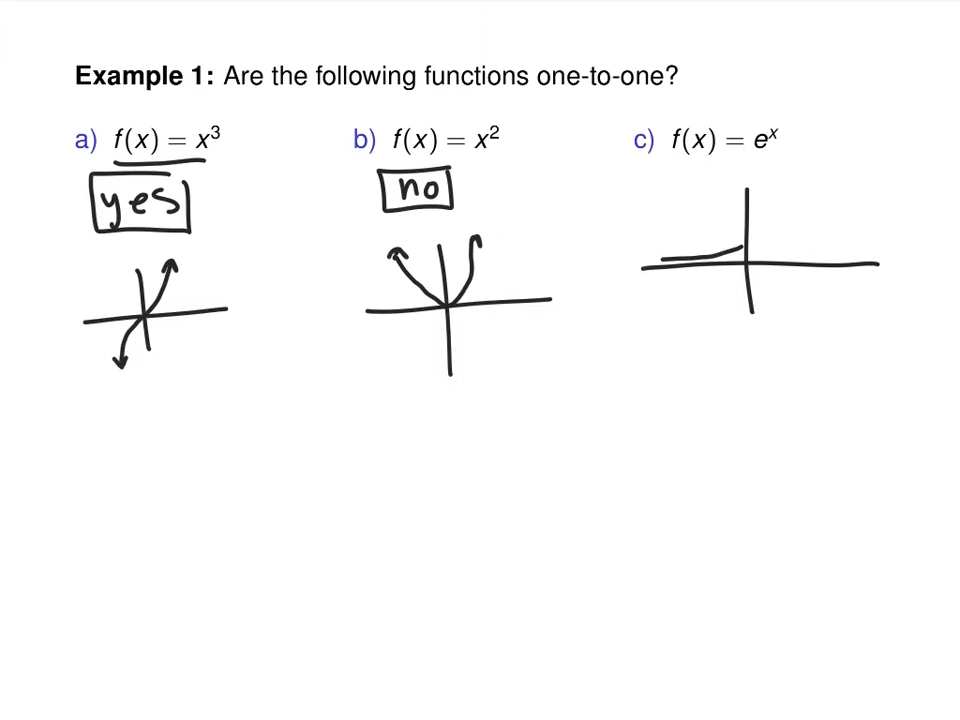 Example 1: Are the following functions one-to-one?
a) f(x) = x³ b) f(x) = x² c) f(x) = eˣ
yes no